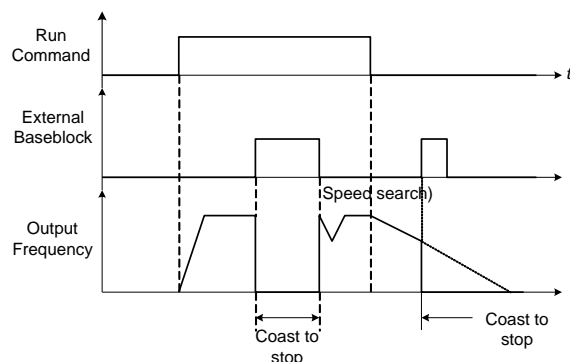 Run
Command
t
External
Baseblock
Speed search)
Output
Frequency
Coast to
stop
Coast to
stop